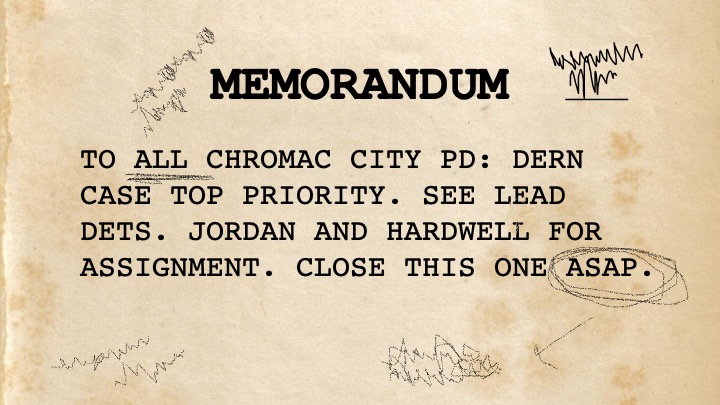 MEMORANDUM
TO ALL CHROMAC CITY PD: DERN
CASE TOP PRIORITY. SEE LEAD
DETS. JORDAN AND HARDWELL FOR
ASSIGNMENT. CLOSE THIS ONE ASAP.